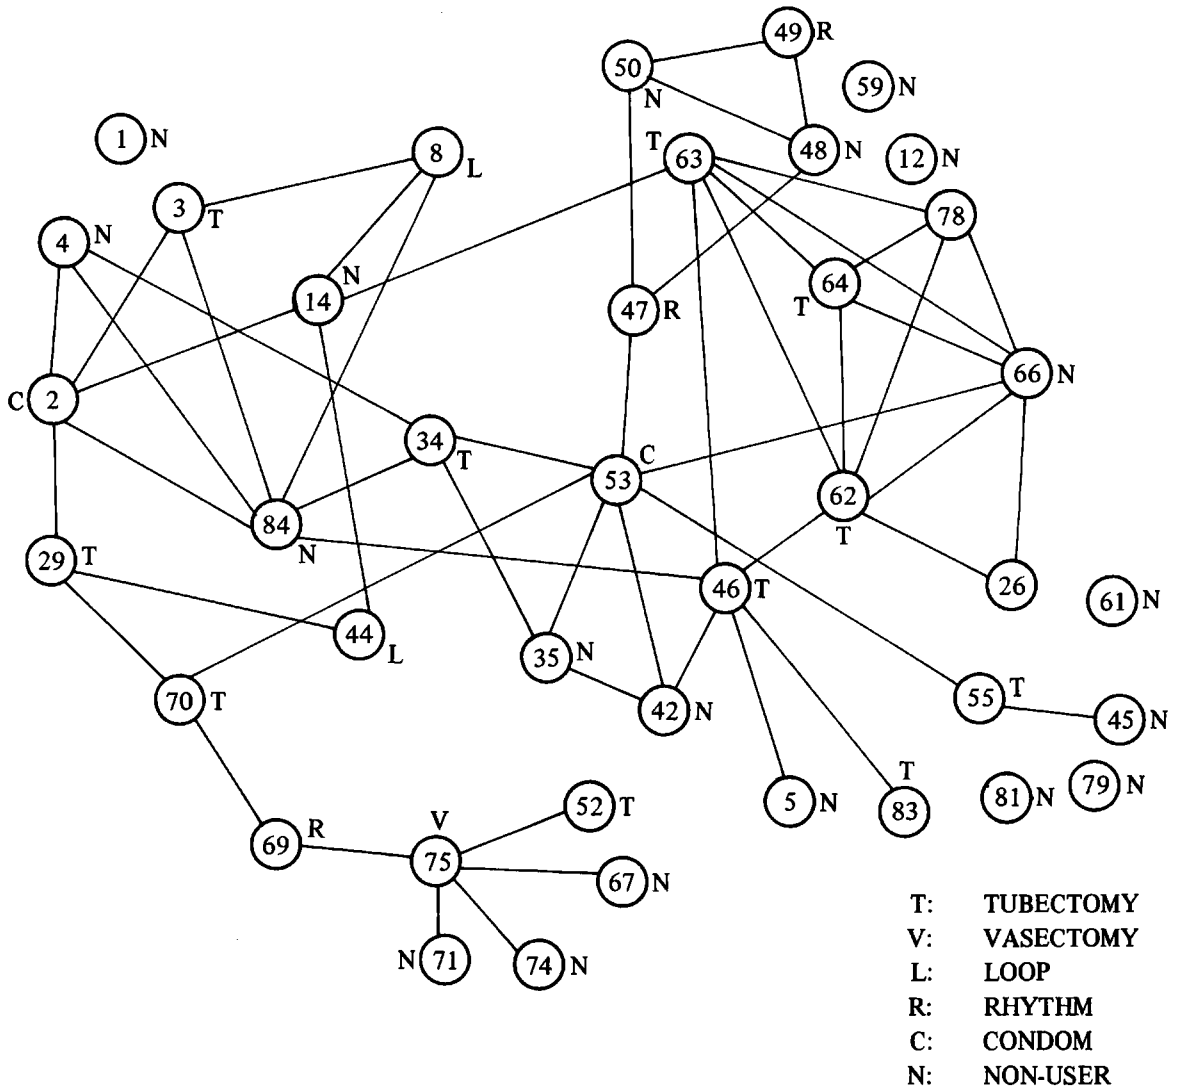 49 R
50 N
59 N
1 N
8 L
T 63
48 N
12 N
3 T
78
4 N
14 N
64 T
47 R
66 N
C 2
34 T
53 C
62 T
84 N
29 T
46 T
26
61 N
44 L
35 N
70 T
42 N
55 T
45 N
T
83
81 N
79 N
52 T
5 N
69 R
V
75
67 N
N 71
74 N
T: TUBECTOMY
V: VASECTOMY
L: LOOP
R: RHYTHM
C: CONDOM
N: NON-USER